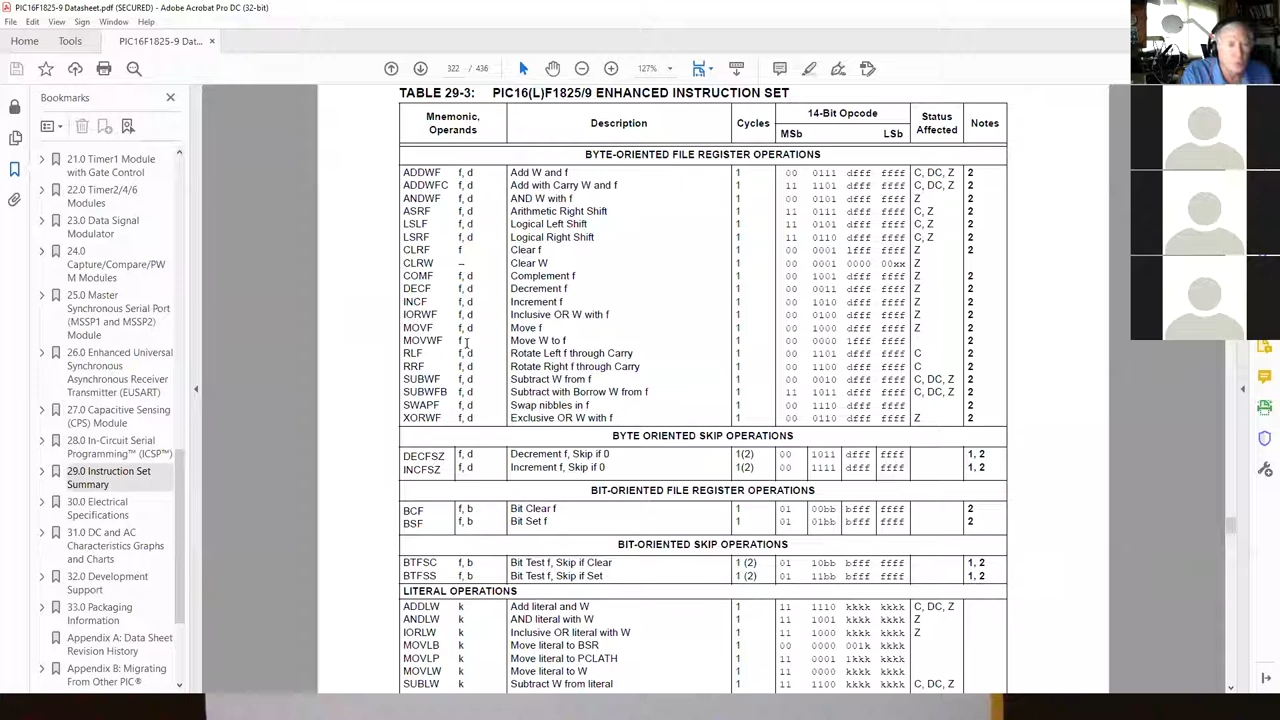 PIC16F1825-9 Datasheet.pdf (SECURED) - Adobe Acrobat Pro DC (32-bit)
File Edit View Sign Window Help
Home Tools PIC16F1825-9 Dat... ×
322 / 436 127%
Bookmarks
21.0 Timer1 Module
with Gate Control
22.0 Timer2/4/6
Modules
23.0 Data Signal
Modulator
24.0
Capture/Compare/PW
M Modules
25.0 Master
Synchronous Serial Port
(MSSP1 and MSSP2)
Module
26.0 Enhanced Universal
Synchronous
Asynchronous Receiver
Transmitter (EUSART)
27.0 Capacitive Sensing
(CPS) Module
28.0 In-Circuit Serial
Programming™ (ICSP™)
29.0 Instruction Set
Summary
30.0 Electrical
Specifications
31.0 DC and AC
Characteristics Graphs
and Charts
32.0 Development
Support
33.0 Packaging
Information
Appendix A: Data Sheet
Revision History
Appendix B: Migrating
From Other PIC®
TABLE 29-3: PIC16(L)F1825/9 ENHANCED INSTRUCTION SET
Mnemonic, Operands Description Cycles 14-Bit Opcode MSb LSb Status Affected Notes
BYTE-ORIENTED FILE REGISTER OPERATIONS
ADDWF f, d Add W and f 1 00 0111 dfff ffff C, DC, Z 2
ADDWFC f, d Add with Carry W and f 1 11 1101 dfff ffff C, DC, Z 2
ANDWF f, d AND W with f 1 00 0101 dfff ffff Z 2
ASRF f, d Arithmetic Right Shift 1 11 0111 dfff ffff C, Z 2
LSLF f, d Logical Left Shift 1 11 0101 dfff ffff C, Z 2
LSRF f, d Logical Right Shift 1 11 0110 dfff ffff C, Z 2
CLRF f Clear f 1 00 0001 lfff ffff Z 2
CLRW – Clear W 1 00 0001 0000 00xx Z
COMF f, d Complement f 1 00 1001 dfff ffff Z 2
DECF f, d Decrement f 1 00 0011 dfff ffff Z 2
INCF f, d Increment f 1 00 1010 dfff ffff Z 2
IORWF f, d Inclusive OR W with f 1 00 0100 dfff ffff Z 2
MOVF f, d Move f 1 00 1000 dfff ffff Z 2
MOVWF f Move W to f 1 00 0000 1fff ffff 2
RLF f, d Rotate Left f through Carry 1 00 1101 dfff ffff C 2
RRF f, d Rotate Right f through Carry 1 00 1100 dfff ffff C 2
SUBWF f, d Subtract W from f 1 00 0010 dfff ffff C, DC, Z 2
SUBWFB f, d Subtract with Borrow W from f 1 11 1011 dfff ffff C, DC, Z 2
SWAPF f, d Swap nibbles in f 1 00 1110 dfff ffff 2
XORWF f, d Exclusive OR W with f 1 00 0110 dfff ffff Z 2
BYTE ORIENTED SKIP OPERATIONS
DECFSZ f, d Decrement f, Skip if 0 1(2) 00 1011 dfff ffff 1, 2
INCFSZ f, d Increment f, Skip if 0 1(2) 00 1111 dfff ffff 1, 2
BIT-ORIENTED FILE REGISTER OPERATIONS
BCF f, b Bit Clear f 1 01 00bb bfff ffff 2
BSF f, b Bit Set f 1 01 01bb bfff ffff 2
BIT-ORIENTED SKIP OPERATIONS
BTFSC f, b Bit Test f, Skip if Clear 1 (2) 01 10bb bfff ffff 1, 2
BTFSS f, b Bit Test f, Skip if Set 1 (2) 01 11bb bfff ffff 1, 2
LITERAL OPERATIONS
ADDLW k Add literal and W 1 11 1110 kkkk kkkk C, DC, Z
ANDLW k AND literal with W 1 11 1001 kkkk kkkk Z
IORLW k Inclusive OR literal with W 1 11 1000 kkkk kkkk Z
MOVLB k Move literal to BSR 1 00 0000 001k kkkk
MOVLP k Move literal to PCLATH 1 11 0001 1kkk kkkk
MOVLW k Move literal to W 1 11 0000 kkkk kkkk
SUBLW k Subtract W from literal 1 11 1100 kkkk kkkk C, DC, Z